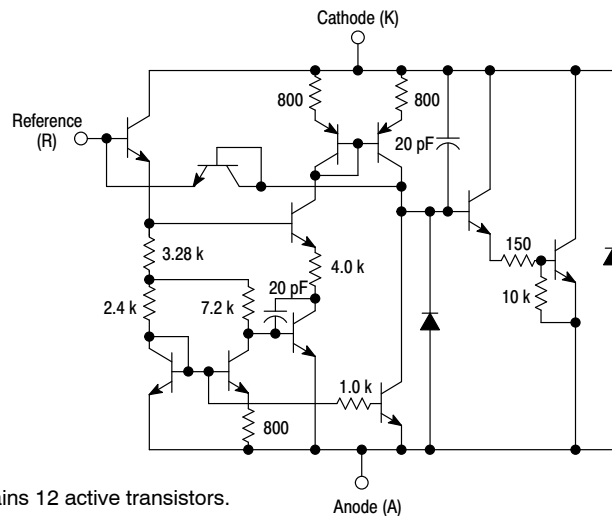 Cathode (K)
800
800
Reference
(R)
20 pF
3.28 k
4.0 k
150
2.4 k
7.2 k
20 pF
10 k
1.0 k
800
ains 12 active transistors.
Anode (A)